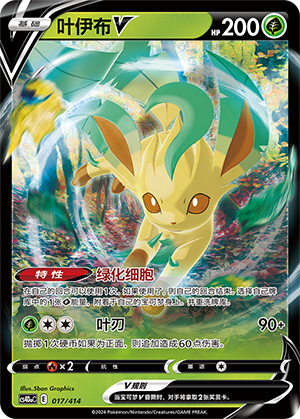 基础
叶伊布V
HP 200
特性 绿化细胞
在自己的回合可以使用1次，如果使用了，则自己的回合结束。选择自己牌
库中的1张 能量，附着于自己的宝可梦身上。并重洗牌库。
叶刃 90+
抛掷1次硬币如果为正面，则追加造成60点伤害。
弱点 ×2 抗性 撤退
Illus.5ban Graphics
V规则
CS4DaC E 017/414
当宝可梦V昏厥时，对手将拿取2张奖赏卡。
©2024 Pokémon/Nintendo/Creatures/GAME FREAK.